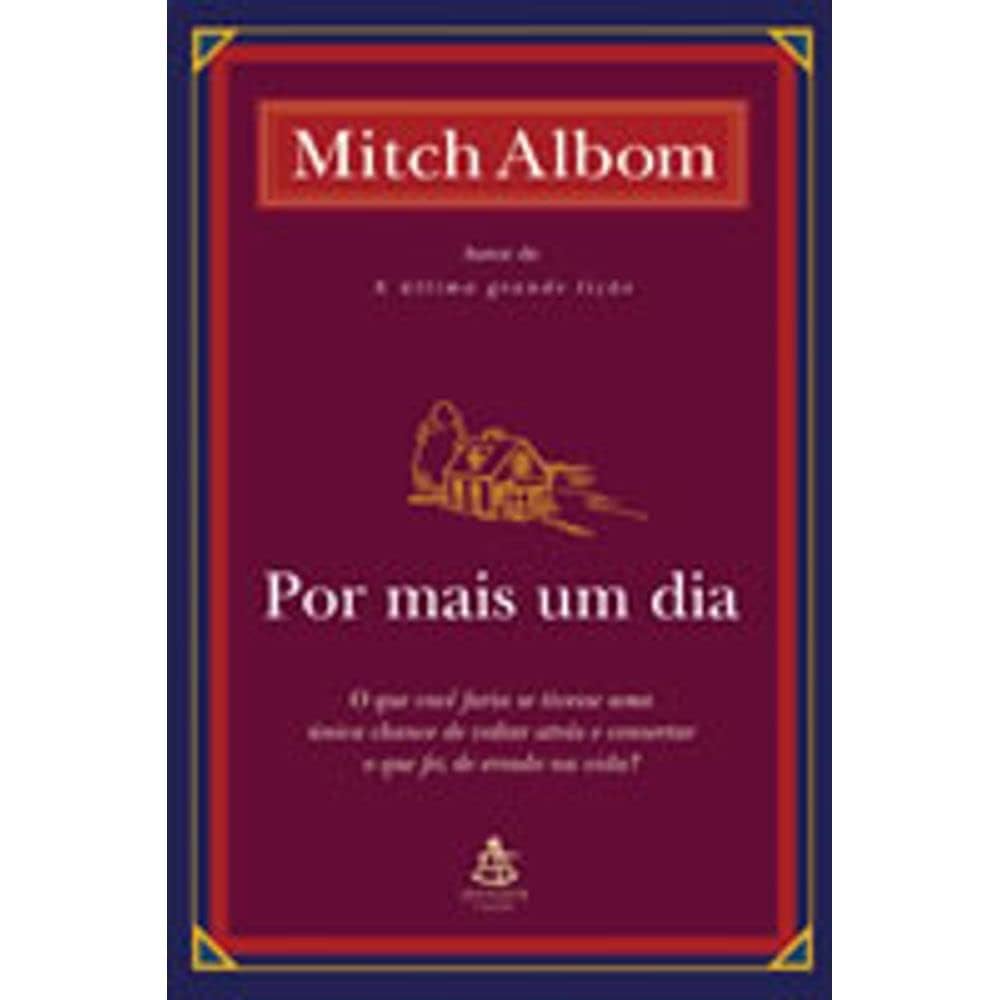 Mitch Albom
Autor de
A última grande lição
Por mais um dia
O que você faria se tivesse uma
única chance de voltar atrás e consertar
o que fez de errado na vida?